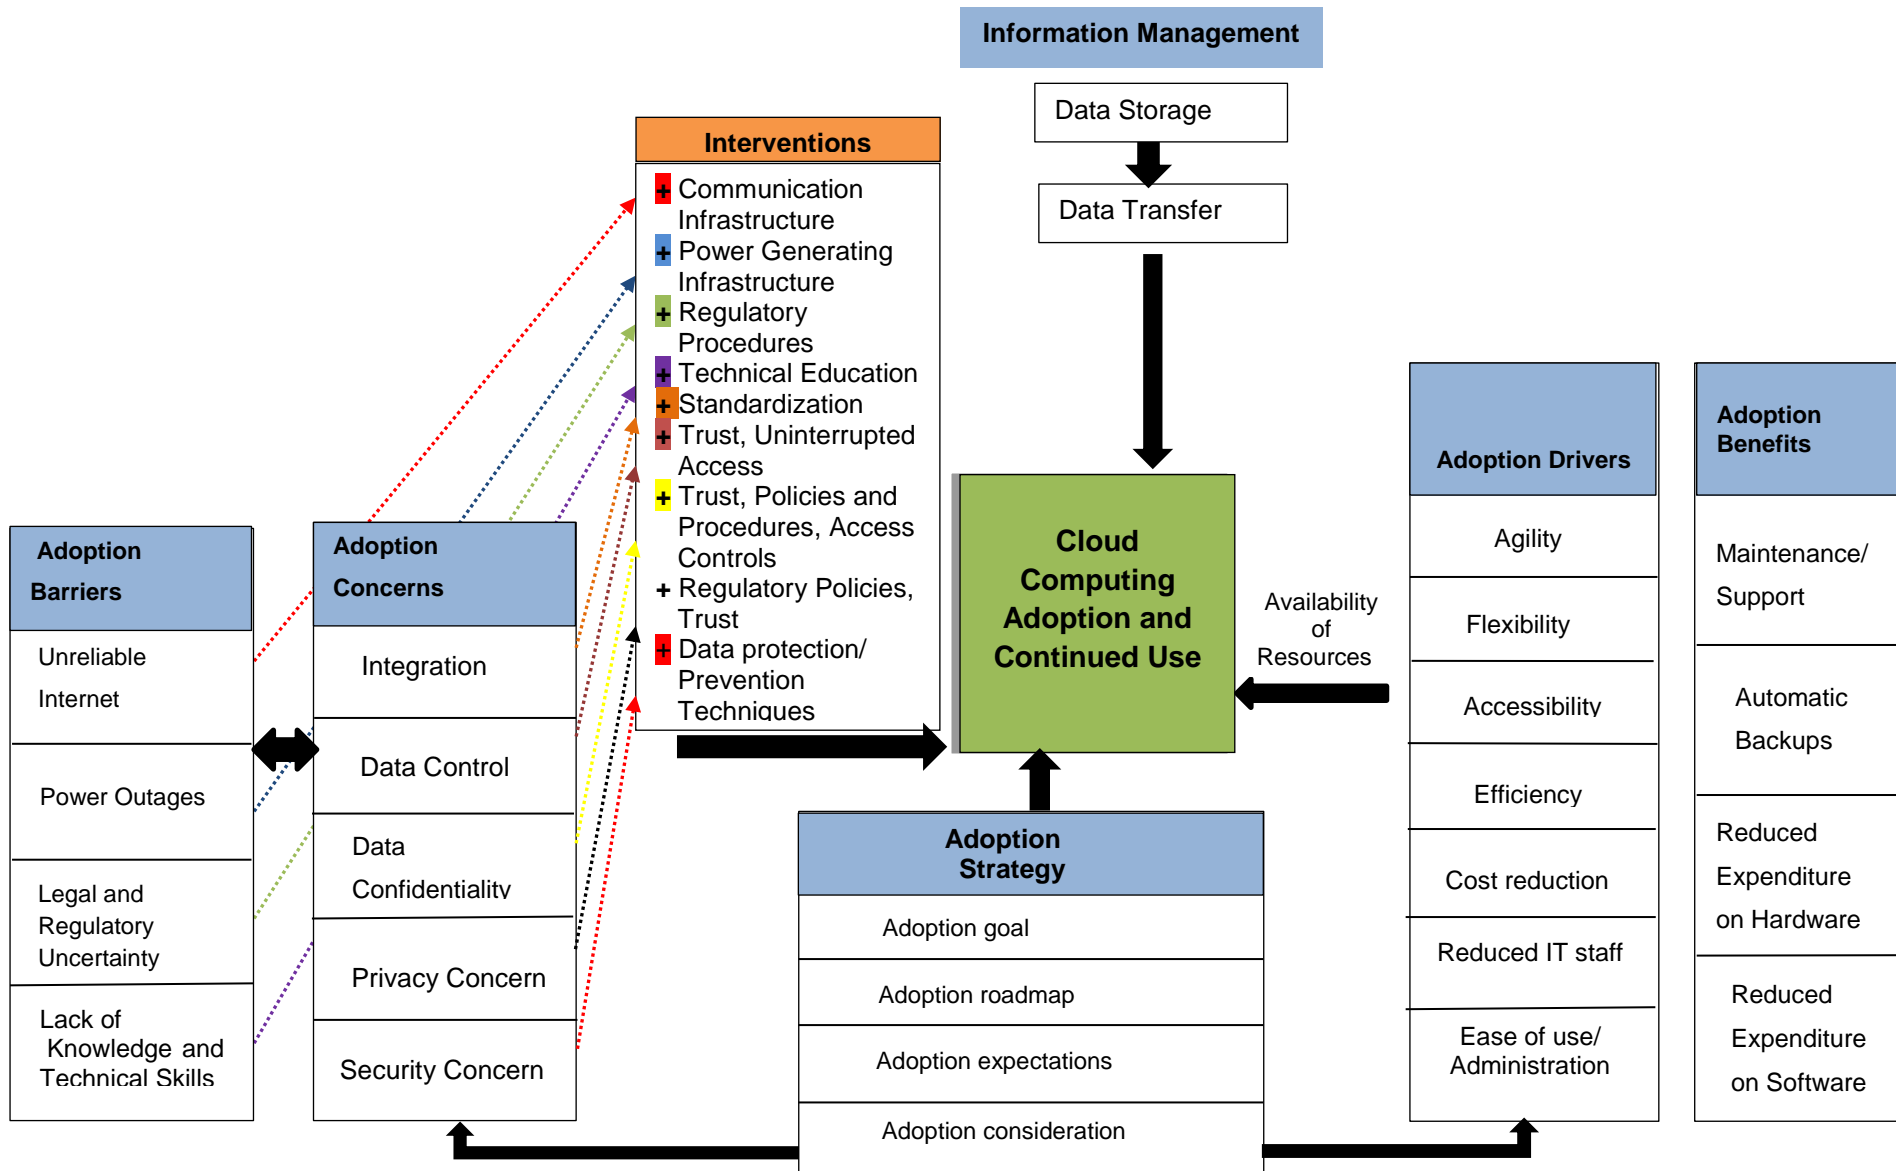 Information Management
Data Storage
Data Transfer
Interventions
+ Communication
Infrastructure
+ Power Generating
Infrastructure
+ Regulatory
Procedures
+ Technical Education
+ Standardization
+ Trust, Uninterrupted
Access
+ Trust, Policies and
Procedures, Access
Controls
+ Regulatory Policies,
Trust
+ Data protection/
Prevention
Techniques
Adoption
Barriers
Unreliable
Internet
Power Outages
Legal and
Regulatory
Uncertainty
Lack of
Knowledge and
Technical Skills
Adoption
Concerns
Integration
Data Control
Data
Confidentiality
Privacy Concern
Security Concern
Cloud
Computing
Adoption and
Continued Use
Availability
of
Resources
Adoption
Strategy
Adoption goal
Adoption roadmap
Adoption expectations
Adoption consideration
Adoption Drivers
Agility
Flexibility
Accessibility
Efficiency
Cost reduction
Reduced IT staff
Ease of use/
Administration
Adoption
Benefits
Maintenance/
Support
Automatic
Backups
Reduced
Expenditure
on Hardware
Reduced
Expenditure
on Software